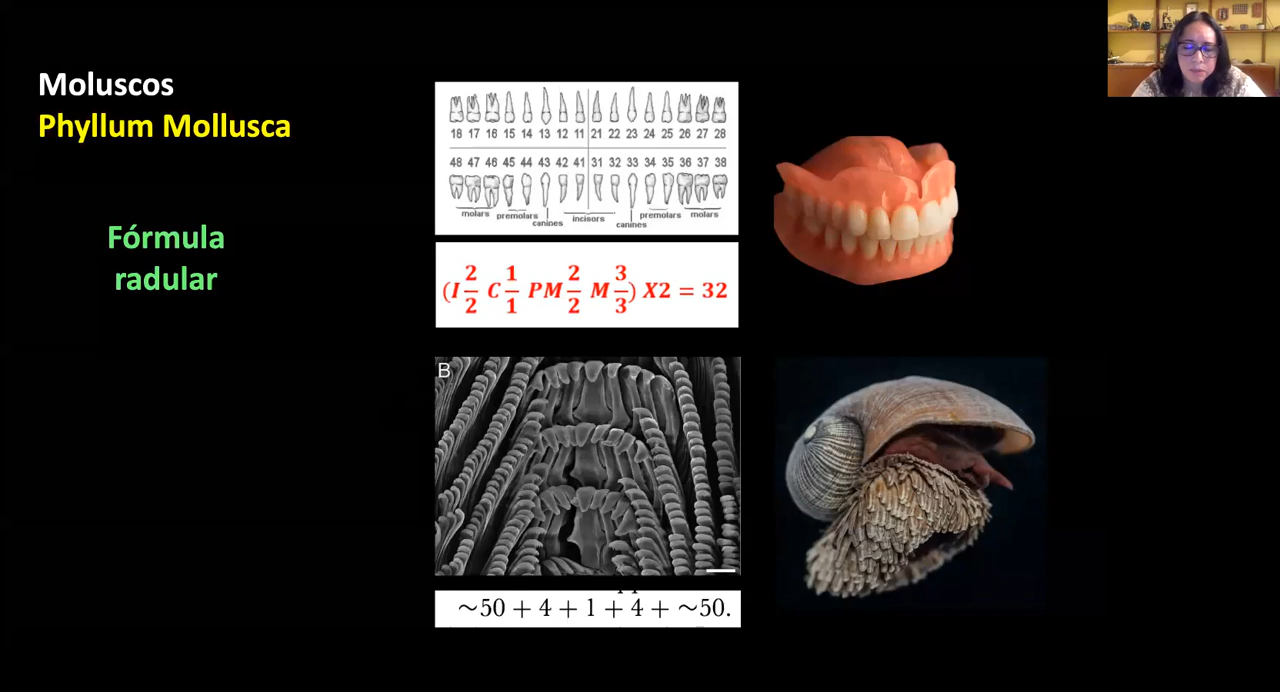 Moluscos
Phyllum Mollusca
Fórmula
radular
18 17 16 15 14 13 12 11 21 22 23 24 25 26 27 28
48 47 46 45 44 43 42 41 31 32 33 34 35 36 37 38
molars premolars canines incisors canines premolars molars
(I 2/2 C 1/1 PM 2/2 M 3/3) X2 = 32
B
~50 + 4 + 1 + 4 + ~50.